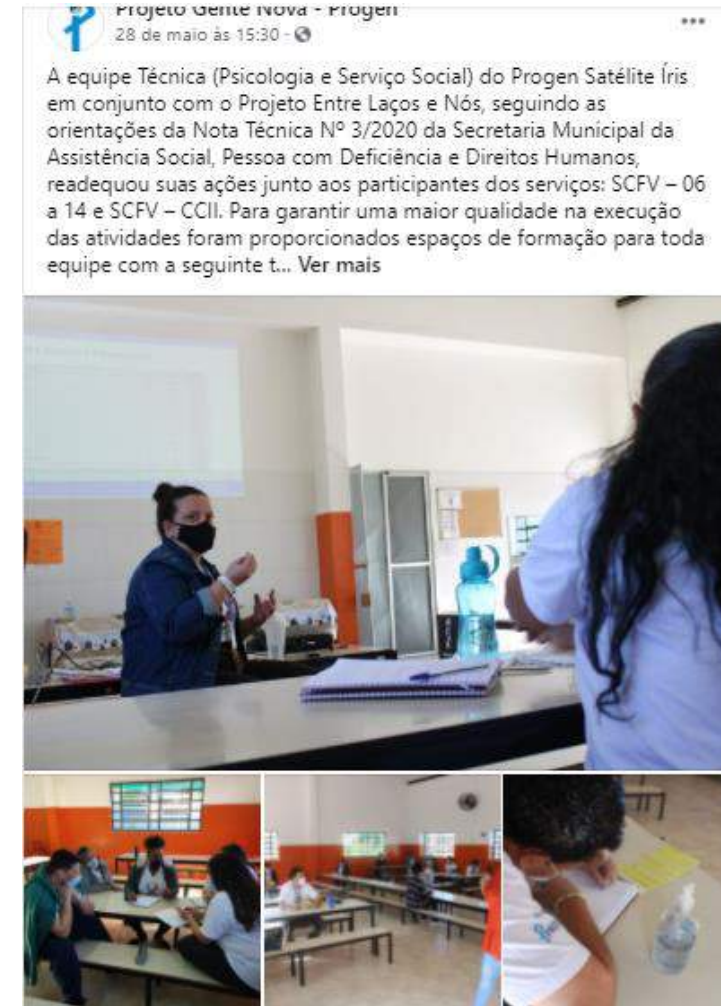 Projeto Gente Nova - Progen
28 de maio às 15:30 ·
A equipe Técnica (Psicologia e Serviço Social) do Progen Satélite Íris
em conjunto com o Projeto Entre Laços e Nós, seguindo as
orientações da Nota Técnica Nº 3/2020 da Secretaria Municipal da
Assistência Social, Pessoa com Deficiência e Direitos Humanos,
readequou suas ações junto aos participantes dos serviços: SCFV – 06
a 14 e SCFV – CCII. Para garantir uma maior qualidade na execução
das atividades foram proporcionados espaços de formação para toda
equipe com a seguinte t... Ver mais